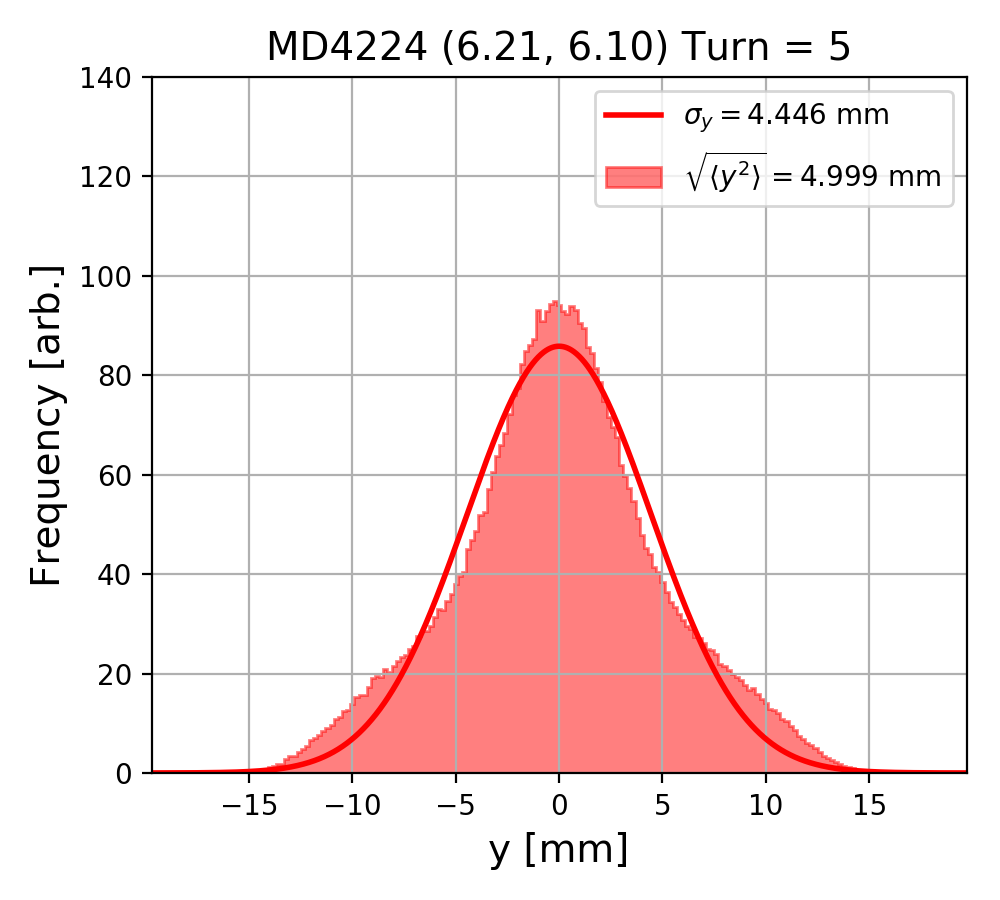 MD4224 (6.21, 6.10) Turn = 5
140
120
100
80
60
40
20
0
Frequency [arb.]
σ_y = 4.446 mm
√⟨y²⟩ = 4.999 mm
−15 −10 −5 0 5 10 15
y [mm]